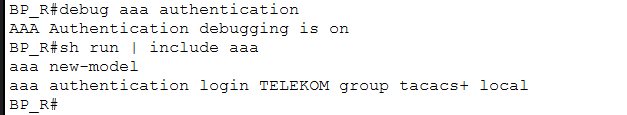 BP_R#debug aaa authentication
AAA Authentication debugging is on
BP_R#sh run | include aaa
aaa new-model
aaa authentication login TELEKOM group tacacs+ local
BP_R#